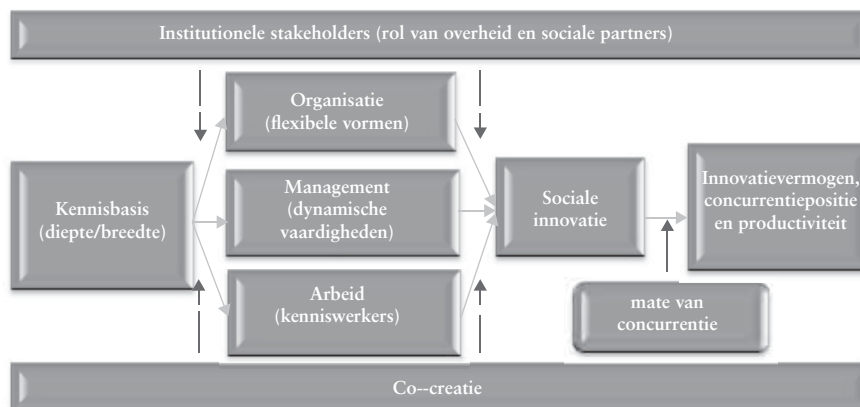 Institutionele stakeholders (rol van overheid en sociale partners)
Organisatie
(flexibele vormen)
Kennisbasis
(diepte/breedte)
Management
(dynamische
vaardigheden)
Arbeid
(kenniswerkers)
Sociale
innovatie
Innovatievermogen,
concurrentiepositie
en productiviteit
mate van
concurrentie
Co--creatie